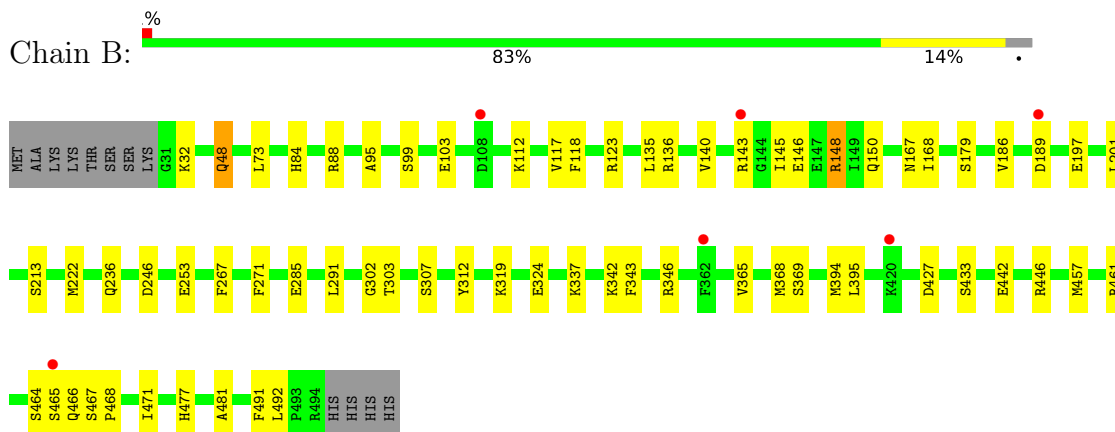 %
Chain B:
83% 14% •
MET ALA LYS LYS THR SER SER LYS G31 K32 Q48 L73 H84 R88 A95 S99 E103 D108 K112 V117 F118 R123 L135 R136 V140 R143 G144 I145 E146 E147 R148 I149 Q150 N167 I168 S179 V186 D189 E197 L201
S213 M222 Q236 D246 E253 F267 F271 E285 L291 G302 T303 S307 Y312 K319 E324 K337 K342 F343 R346 F362 V365 M368 S369 M394 L395 K420 D427 S433 E442 R446 M457
S464 S465 Q466 S467 P468 I471 H477 A481 F491 L492 P493 R494 HIS HIS HIS HIS